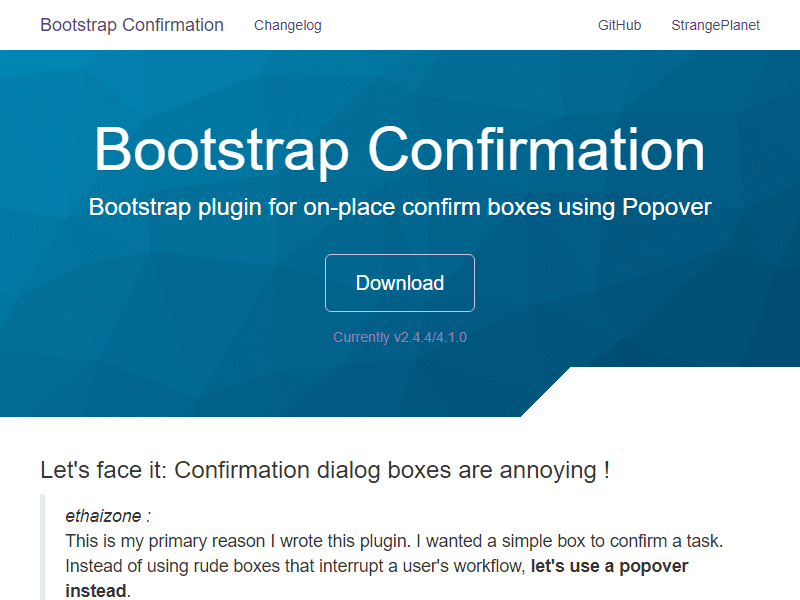 Bootstrap Confirmation Changelog GitHub StrangePlanet
Bootstrap Confirmation
Bootstrap plugin for on-place confirm boxes using Popover
Download
Currently v2.4.4/4.1.0
Let's face it: Confirmation dialog boxes are annoying !
ethaizone :
This is my primary reason I wrote this plugin. I wanted a simple box to confirm a task.
Instead of using rude boxes that interrupt a user's workflow, let's use a popover
instead.